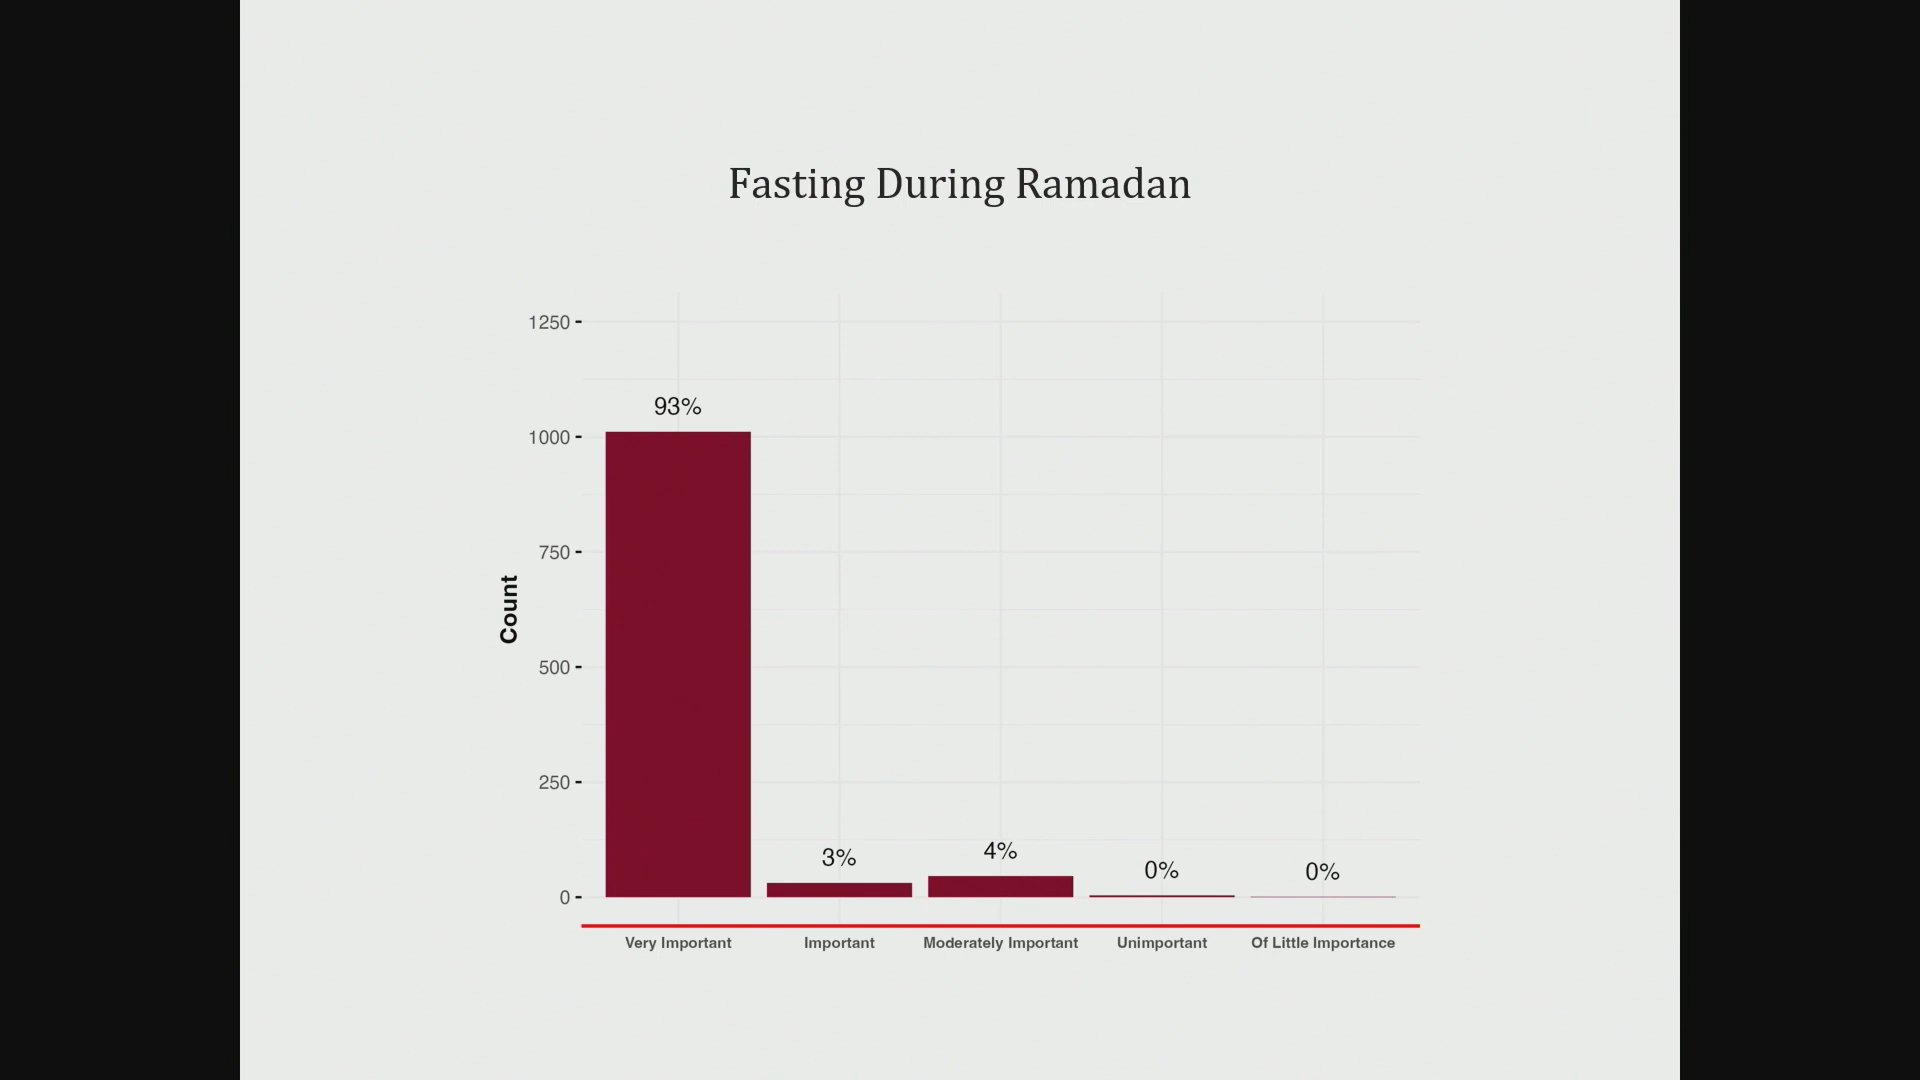 Fasting During Ramadan
1250
93%
1000
750
Count
500
250
3%
4%
0%
0%
0
Very Important
Important
Moderately Important
Unimportant
Of Little Importance